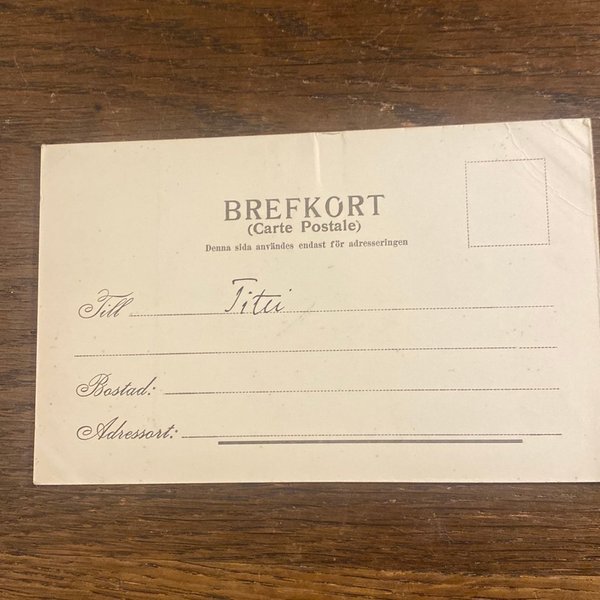 BREFKORT
(Carte Postale)
Denna sida användes endast för adresseringen
Till Titti
Bostad:
Adressort: